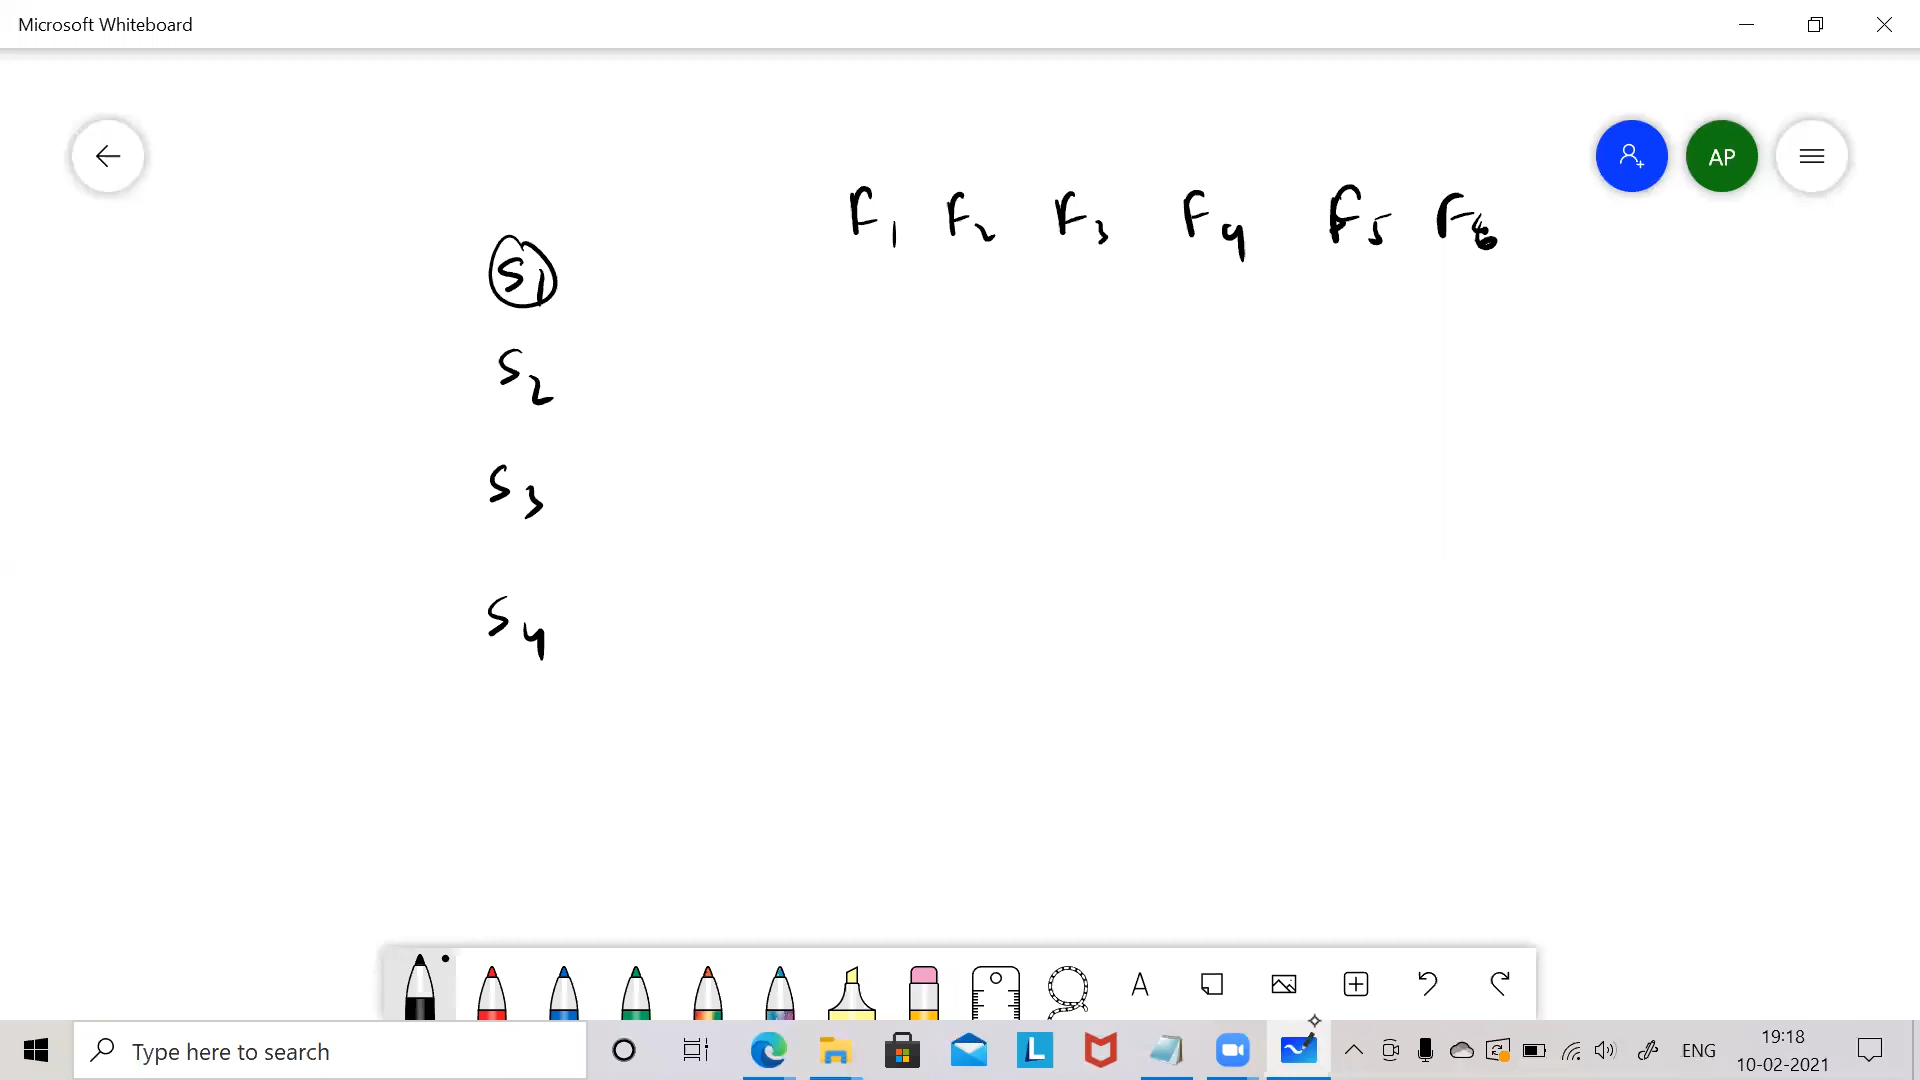 Microsoft Whiteboard
AP
F1 F2 F3 F4 F5 F6
S1
S2
S3
S4
A
Type here to search
L
ENG
19:18
10-02-2021